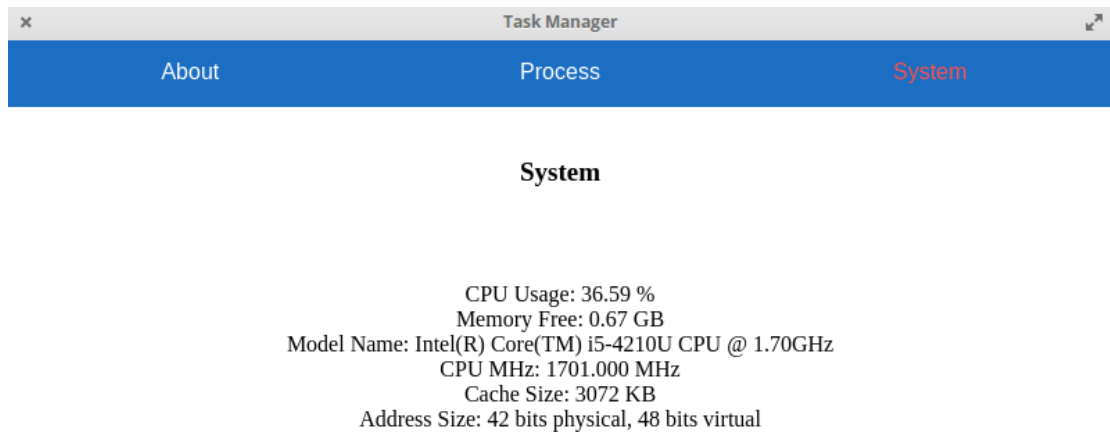 Task Manager
About Process System
System
CPU Usage: 36.59 %
Memory Free: 0.67 GB
Model Name: Intel(R) Core(TM) i5-4210U CPU @ 1.70GHz
CPU MHz: 1701.000 MHz
Cache Size: 3072 KB
Address Size: 42 bits physical, 48 bits virtual